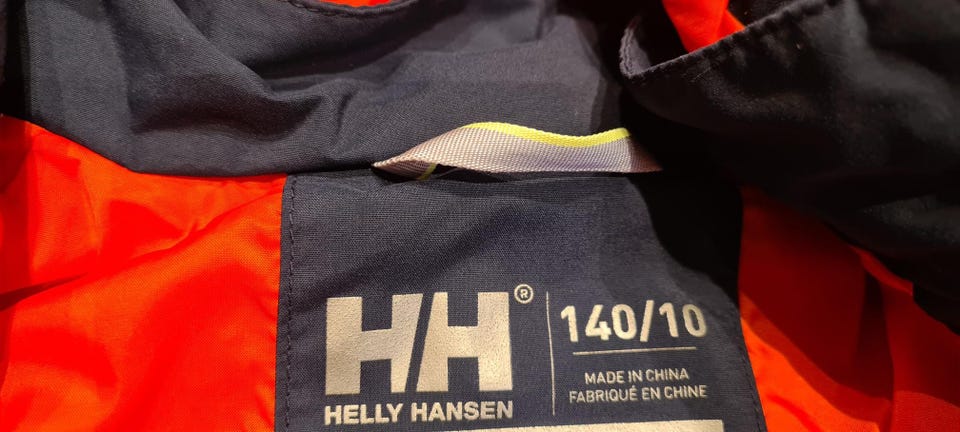 HH®
HELLY HANSEN
140/10
MADE IN CHINA
FABRIQUÉ EN CHINE